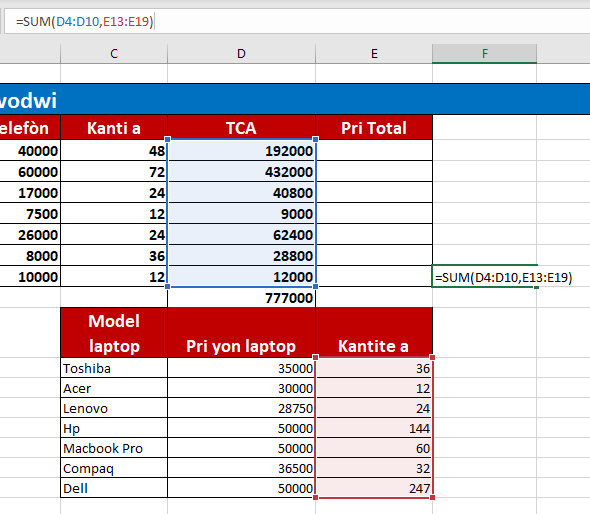 =SUM(D4:D10,E13:E19)
C D E F
vodwi
elefòn Kanti a TCA Pri Total
40000 48 192000
60000 72 432000
17000 24 40800
7500 12 9000
26000 24 62400
8000 36 28800
10000 12 12000 =SUM(D4:D10,E13:E19)
777000
Model
laptop Pri yon laptop Kantite a
Toshiba 35000 36
Acer 30000 12
Lenovo 28750 24
Hp 50000 144
Macbook Pro 50000 60
Compaq 36500 32
Dell 50000 247